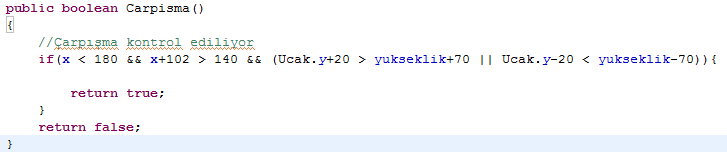 public boolean Carpisma()
{
//Çarpışma kontrol ediliyor
if(x < 180 && x+102 > 140 && (Ucak.y+20 > yukseklik+70 || Ucak.y-20 < yukseklik-70)){
return true;
}
return false;
}